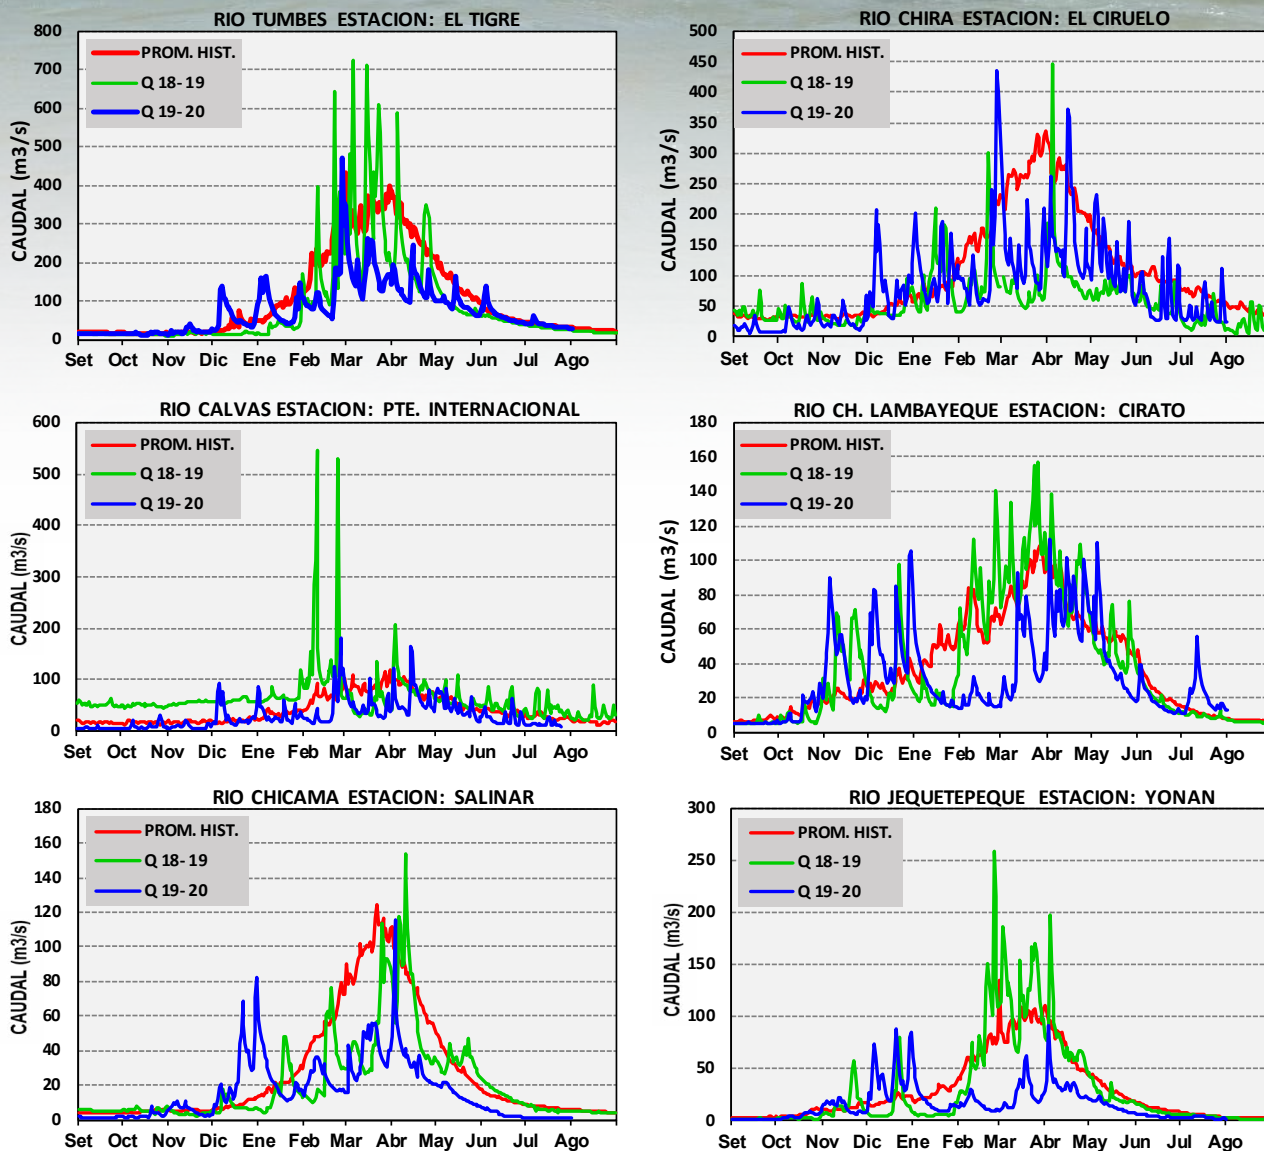 RIO TUMBES ESTACION: EL TIGRE
CAUDAL (m3/s)
800
700
600
500
400
300
200
100
0
PROM. HIST.
Q 18-19
Q 19-20
Set Oct Nov Dic Ene Feb Mar Abr May Jun Jul Ago
RIO CHIRA ESTACION: EL CIRUELO
CAUDAL (m3/s)
500
450
400
350
300
250
200
150
100
50
0
PROM. HIST.
Q 18-19
Q 19-20
Set Oct Nov Dic Ene Feb Mar Abr May Jun Jul Ago
RIO CALVAS ESTACION: PTE. INTERNACIONAL
CAUDAL (m3/s)
600
500
400
300
200
100
0
PROM. HIST.
Q 18-19
Q 19-20
Set Oct Nov Dic Ene Feb Mar Abr May Jun Jul Ago
RIO CH. LAMBAYEQUE ESTACION: CIRATO
CAUDAL (m3/s)
180
160
140
120
100
80
60
40
20
0
PROM. HIST.
Q 18-19
Q 19-20
Set Oct Nov Dic Ene Feb Mar Abr May Jun Jul Ago
RIO CHICAMA ESTACION: SALINAR
CAUDAL (m3/s)
180
160
140
120
100
80
60
40
20
0
PROM. HIST.
Q 18-19
Q 19-20
Set Oct Nov Dic Ene Feb Mar Abr May Jun Jul Ago
RIO JEQUETEPEQUE ESTACION: YONAN
CAUDAL (m3/s)
300
250
200
150
100
50
0
PROM. HIST.
Q 18-19
Q 19-20
Set Oct Nov Dic Ene Feb Mar Abr May Jun Jul Ago